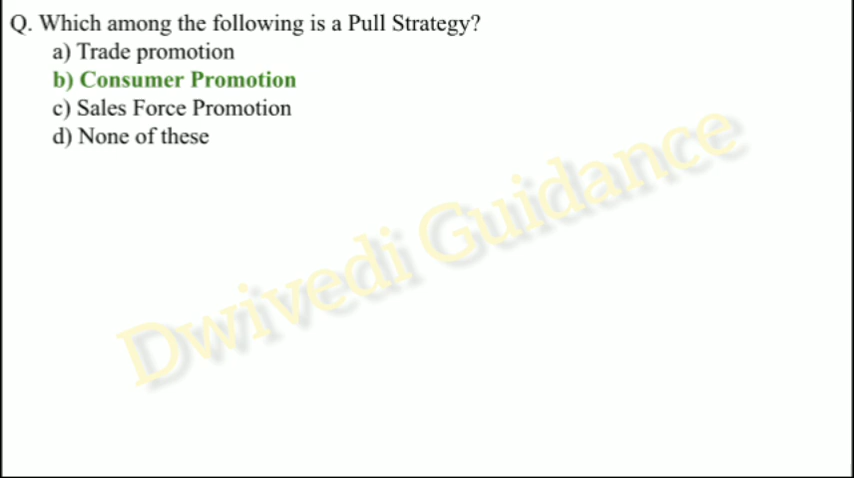 Q. Which among the following is a Pull Strategy?
a) Trade promotion
b) Consumer Promotion
c) Sales Force Promotion
d) None of these
Dwivedi Guidance